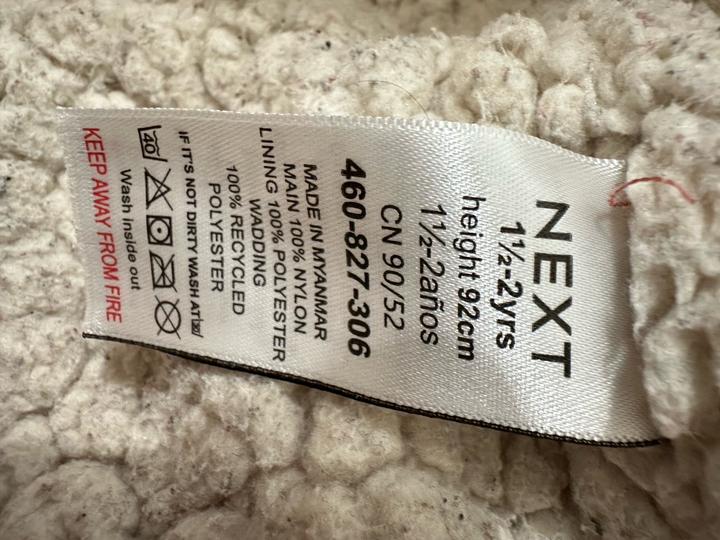 NEXT
1½-2yrs
height 92cm
1½-2años
CN 90/52
460-827-306
MADE IN MYANMAR
MAIN 100% NYLON
LINING 100% POLYESTER
WADDING
100% RECYCLED
POLYESTER
IF IT'S NOT DIRTY WASH AT
40
Wash inside out
KEEP AWAY FROM FIRE